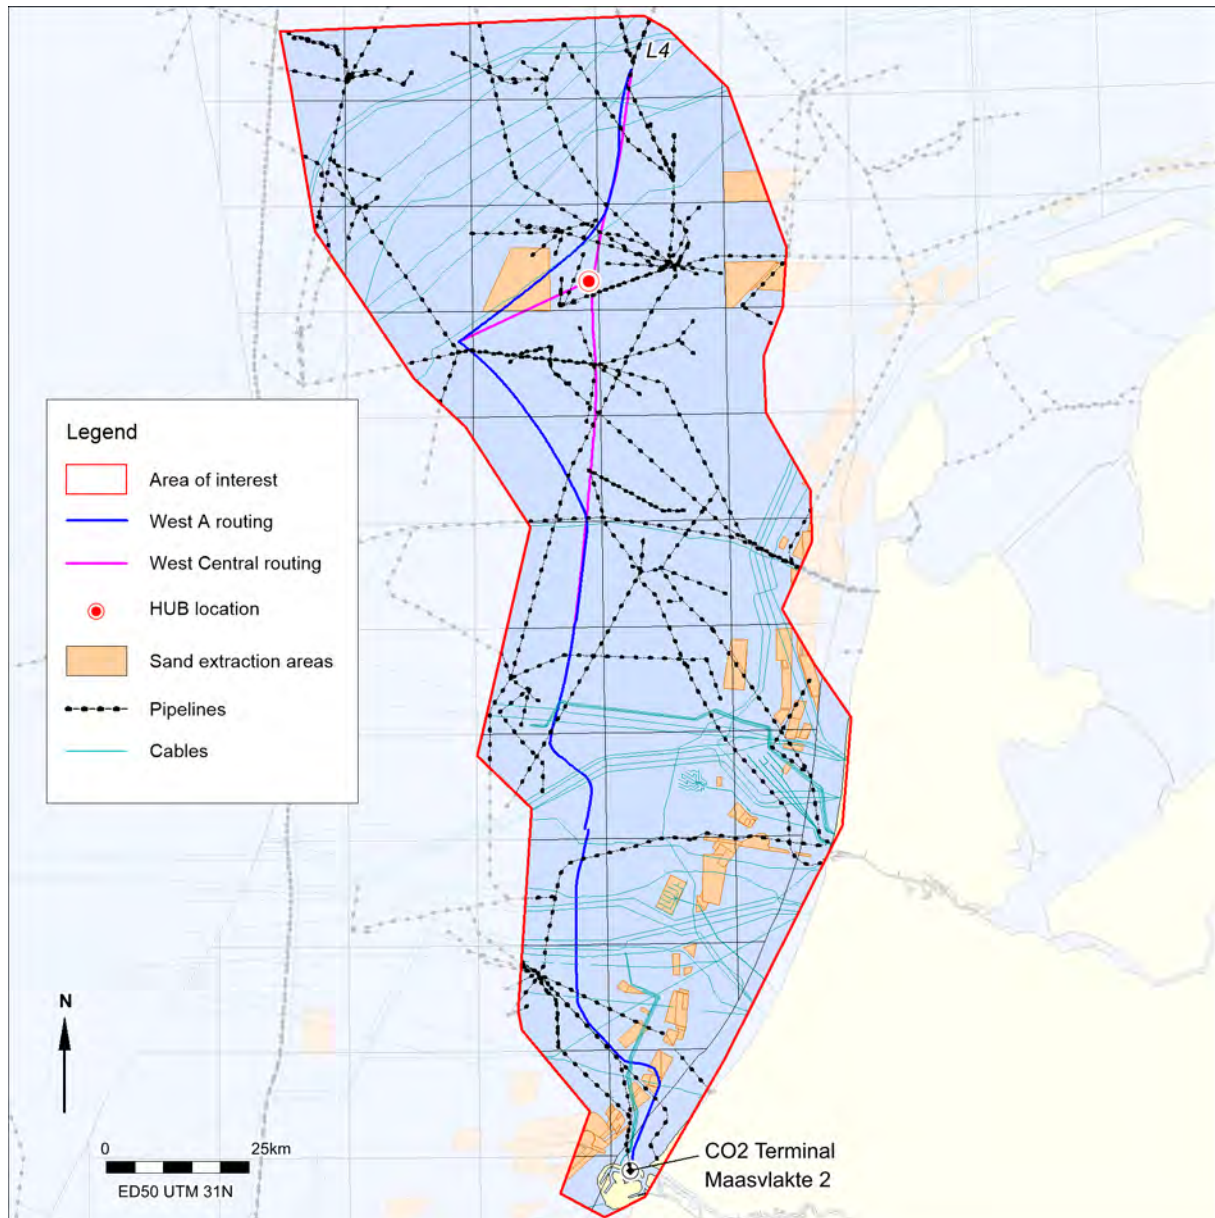 L4
Legend
Area of interest
West A routing
West Central routing
HUB location
Sand extraction areas
Pipelines
Cables
N
0 25km
ED50 UTM 31N
CO2 Terminal
Maasvlakte 2